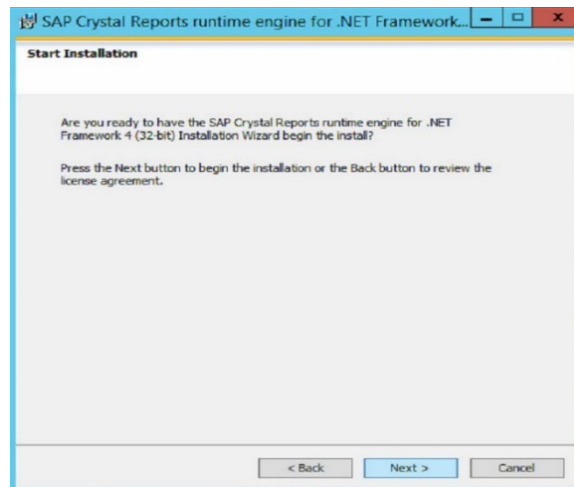 SAP Crystal Reports runtime engine for .NET Framework...
Start Installation
Are you ready to have the SAP Crystal Reports runtime engine for .NET
Framework 4 (32-bit) Installation Wizard begin the install?
Press the Next button to begin the installation or the Back button to review the
license agreement.
< Back Next > Cancel